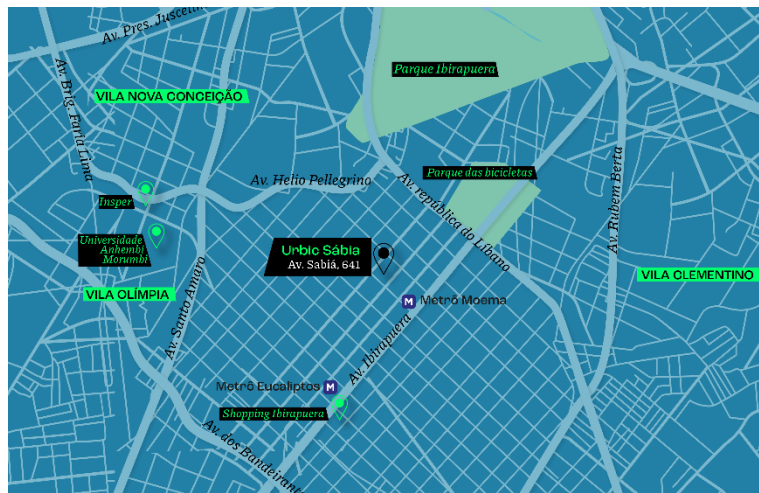 Av. Pres. Juscelin
Parque Ibirapuera
Av. Brig. Faria Lima
VILA NOVA CONCEIÇÃO
Av. Helio Pellegrino
Parque das bicicletas
Insper
Av. república do Líbano
Av. Rubem Berta
Universidade
Anhembi
Morumbi
Urbic Sábia
Av. Sabiá, 641
VILA CLEMENTINO
VILA OLÍMPIA
Av. Santo Amaro
M Metrô Moema
Av. Ibirapuera
Metrô Eucaliptos M
Shopping Ibirapuera
Av. dos Bandeirant